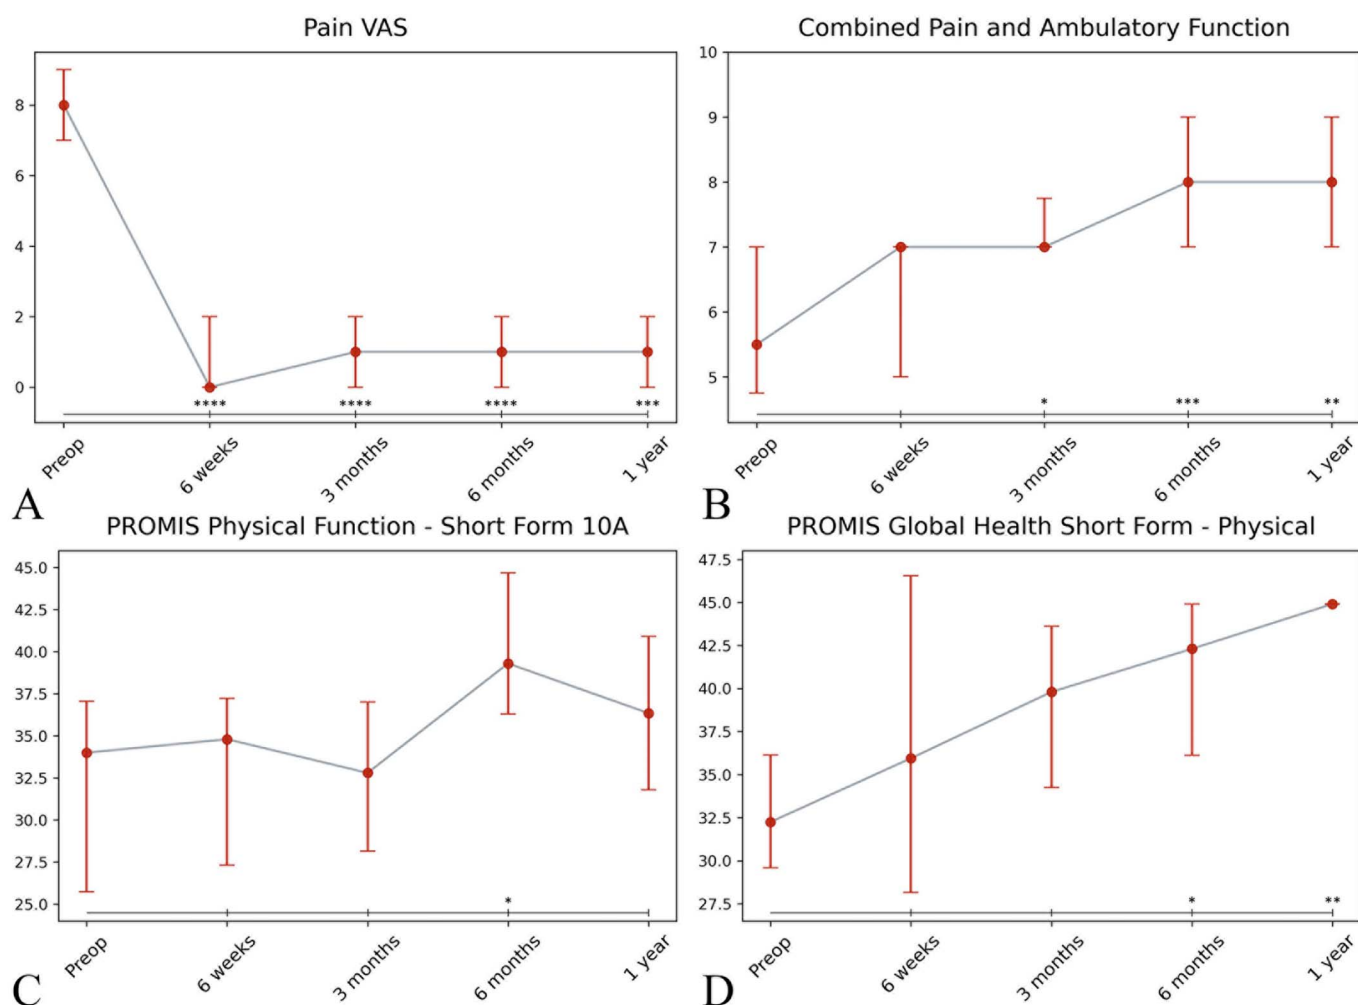 Pain VAS
8
6
4
2
0
**** **** **** ***
Preop 6 weeks 3 months 6 months 1 year
A
Combined Pain and Ambulatory Function
10
9
8
7
6
5
* *** **
Preop 6 weeks 3 months 6 months 1 year
B
PROMIS Physical Function - Short Form 10A
45.0
42.5
40.0
37.5
35.0
32.5
30.0
27.5
25.0
*
Preop 6 weeks 3 months 6 months 1 year
C
PROMIS Global Health Short Form - Physical
47.5
45.0
42.5
40.0
37.5
35.0
32.5
30.0
27.5
* **
Preop 6 weeks 3 months 6 months 1 year
D